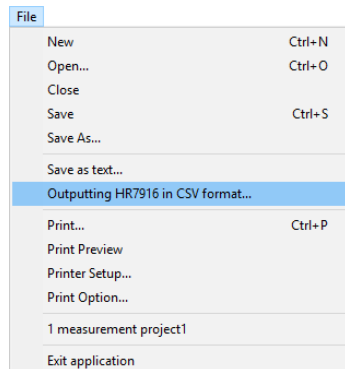 File
New Ctrl+N
Open... Ctrl+O
Close
Save Ctrl+S
Save As...
Save as text...
Outputting HR7916 in CSV format...
Print... Ctrl+P
Print Preview
Printer Setup...
Print Option...
1 measurement project1
Exit application